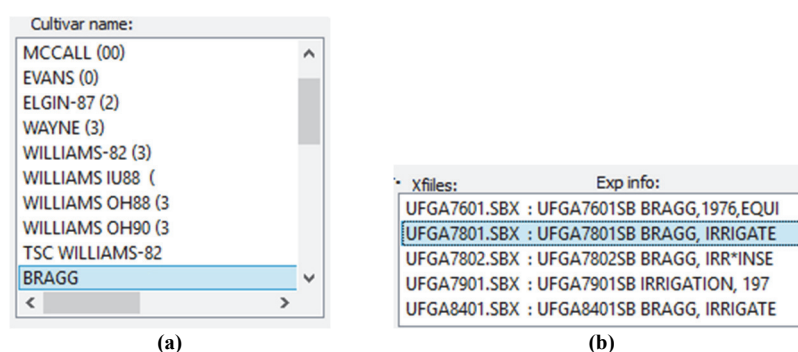 Cultivar name:
MCCALL (00)
EVANS (0)
ELGIN-87 (2)
WAYNE (3)
WILLIAMS-82 (3)
WILLIAMS IU88 (
WILLIAMS OH88 (3
WILLIAMS OH90 (3
TSC WILLIAMS-82
BRAGG
(a)
Xfiles: Exp info:
UFGA7601.SBX : UFGA7601SB BRAGG,1976,EQUI
UFGA7801.SBX : UFGA7801SB BRAGG, IRRIGATE
UFGA7802.SBX : UFGA7802SB BRAGG, IRR*INSE
UFGA7901.SBX : UFGA7901SB IRRIGATION, 197
UFGA8401.SBX : UFGA8401SB BRAGG, IRRIGATE
(b)